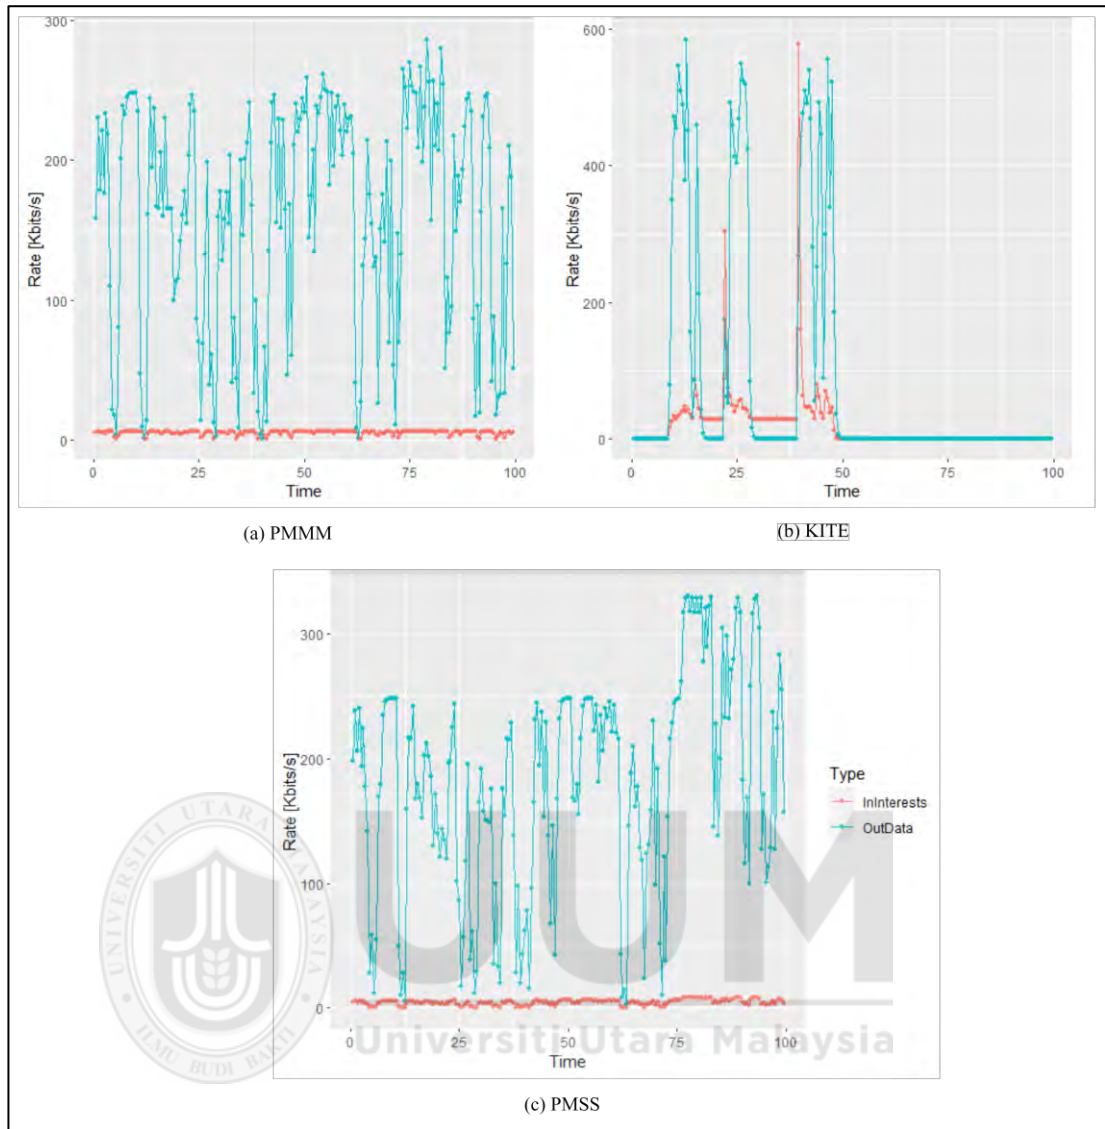 300
200
100
0
Rate [Kbits/s]
0 25 50 75 100
Time
(a) PMMM
600
400
200
0
Rate [Kbits/s]
0 25 50 75 100
Time
(b) KITE
300
200
100
0
Rate [Kbits/s]
0 25 50 75 100
Time
Type
InInterests
OutData
UNIVERSITI UTARA MALAYSIA
ILMU BUDI BAKTI
UUM
Universiti Utara Malaysia
(c) PMSS